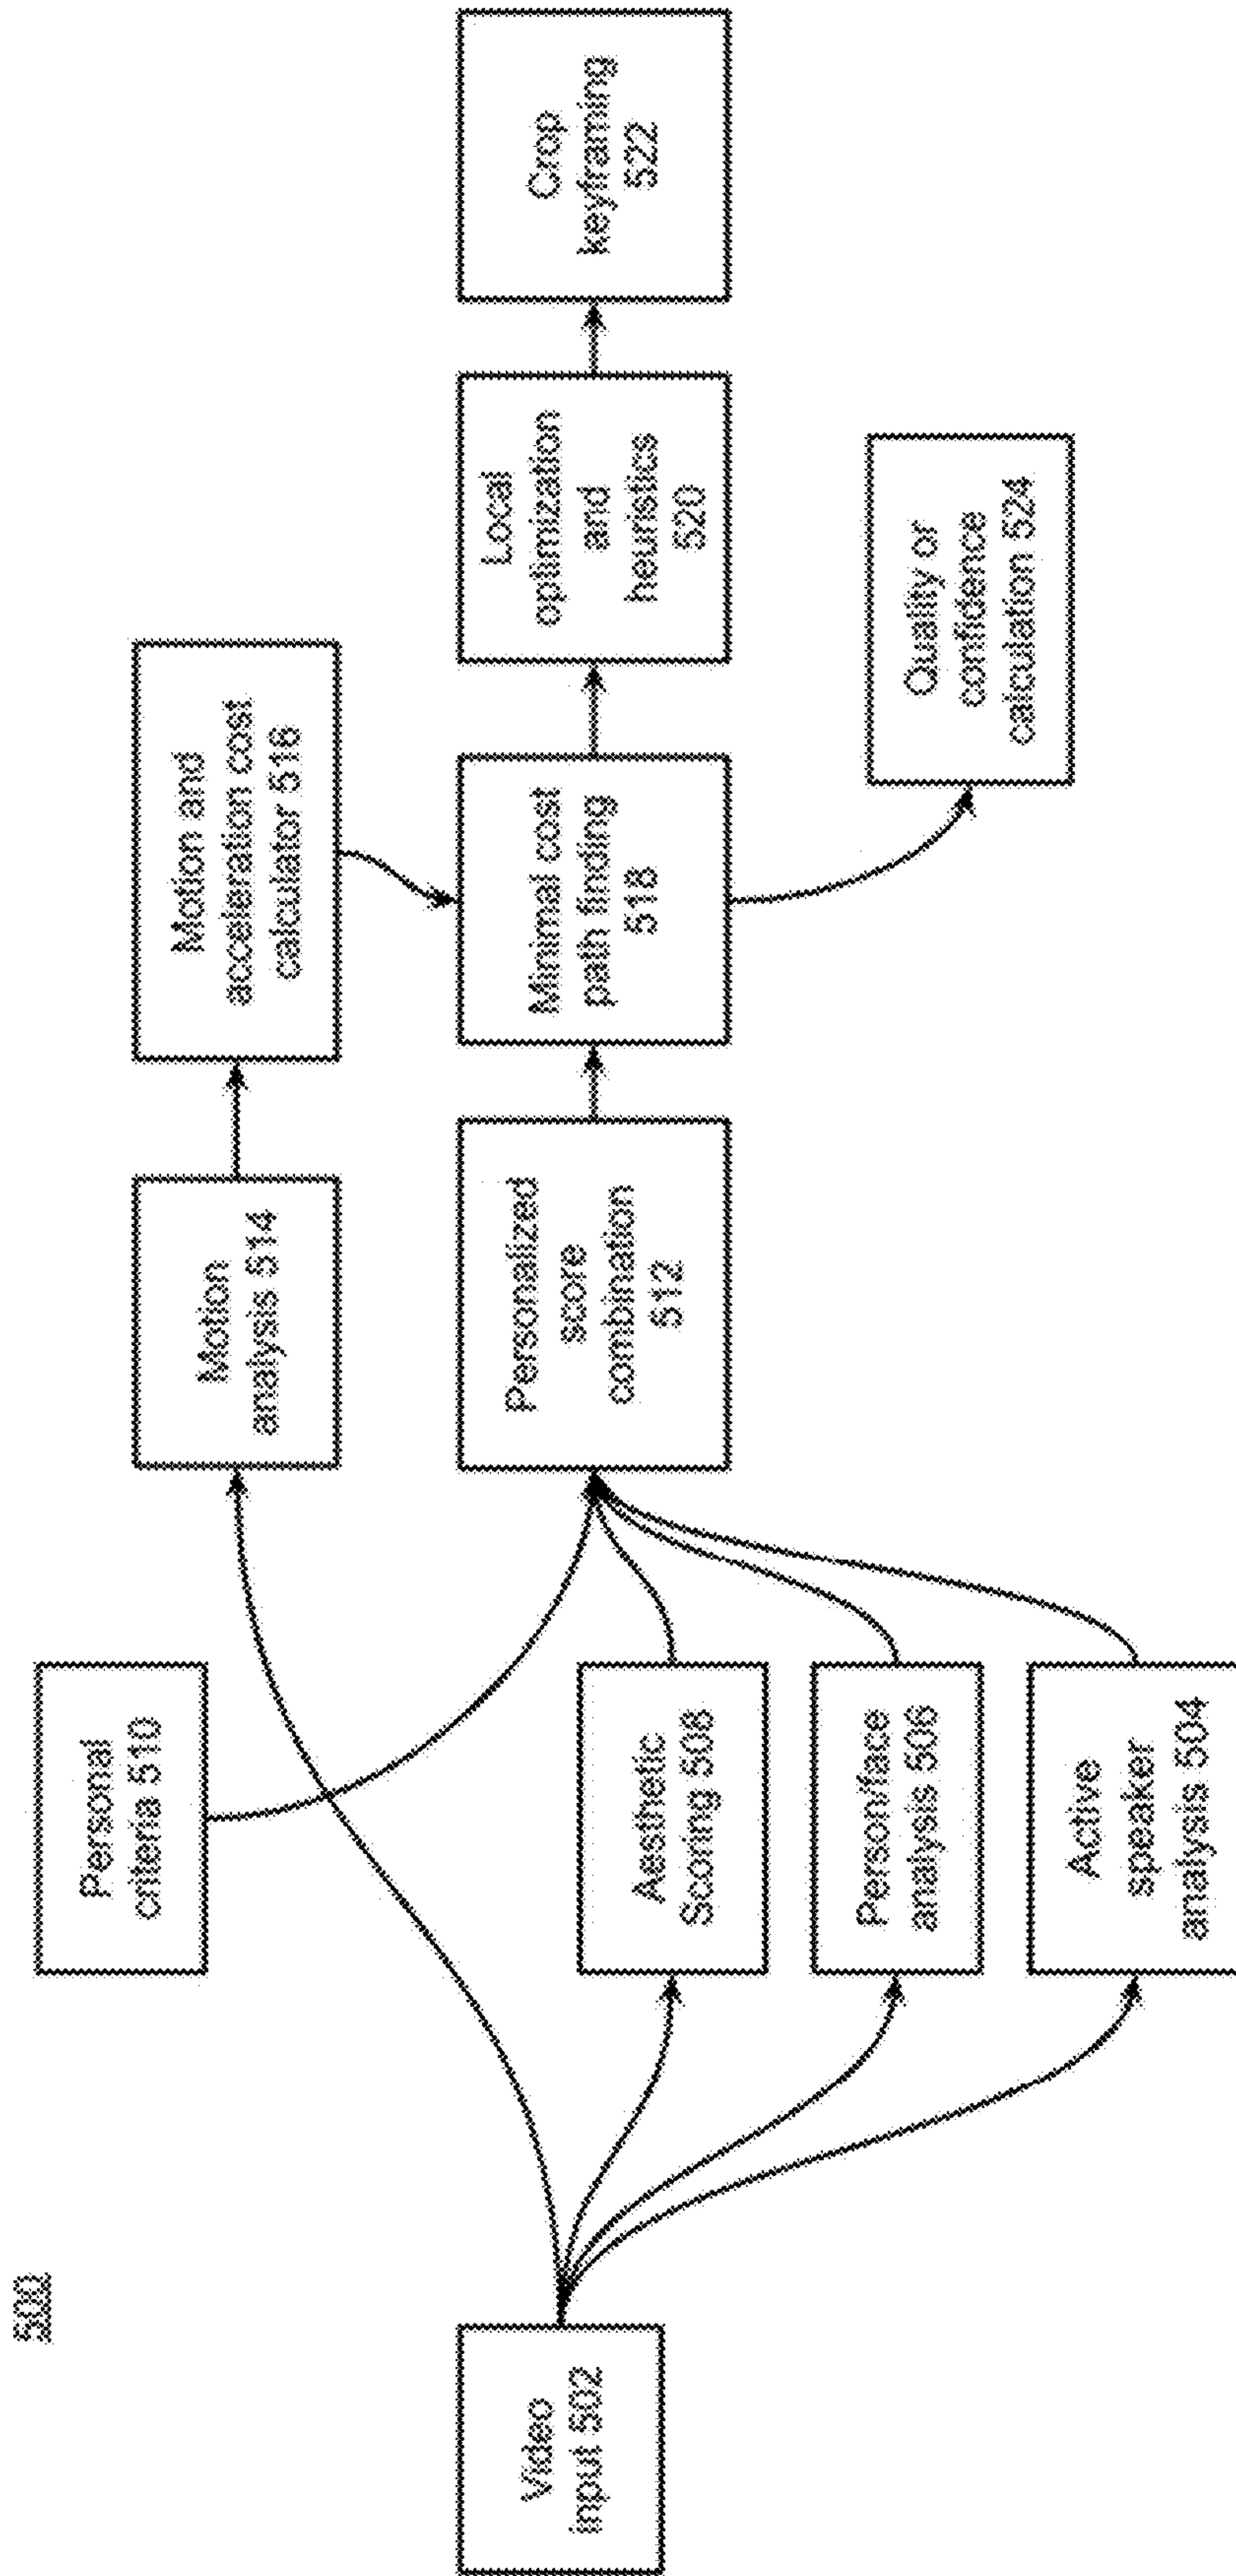 500
Video
input 502
Personal
criteria 510
Aesthetic
Scoring 508
Person/face
analysis 506
Active
speaker
analysis 504
Motion
analysis 514
Personalized
score
combination
512
Motion and
acceleration cost
calculator 516
Minimal cost
path finding
518
Local
optimization
and
heuristics
520
Quality or
confidence
calculation 524
Crop
keyframing
522